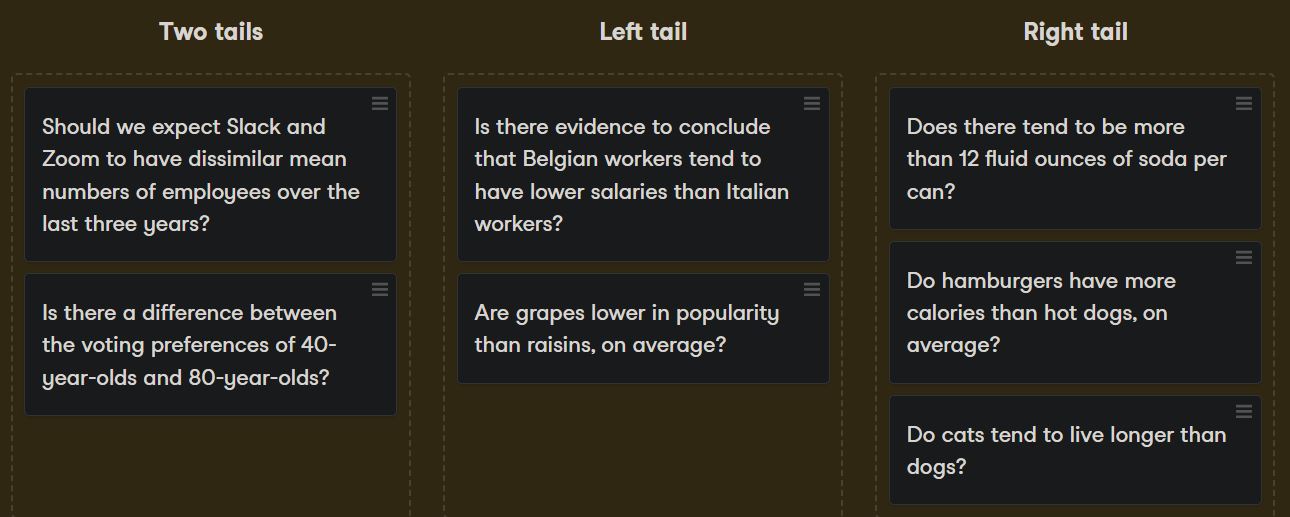 Two tails
Should we expect Slack and
Zoom to have dissimilar mean
numbers of employees over the
last three years?
Is there a difference between
the voting preferences of 40-
year-olds and 80-year-olds?
Left tail
Is there evidence to conclude
that Belgian workers tend to
have lower salaries than Italian
workers?
Are grapes lower in popularity
than raisins, on average?
Right tail
Does there tend to be more
than 12 fluid ounces of soda per
can?
Do hamburgers have more
calories than hot dogs, on
average?
Do cats tend to live longer than
dogs?